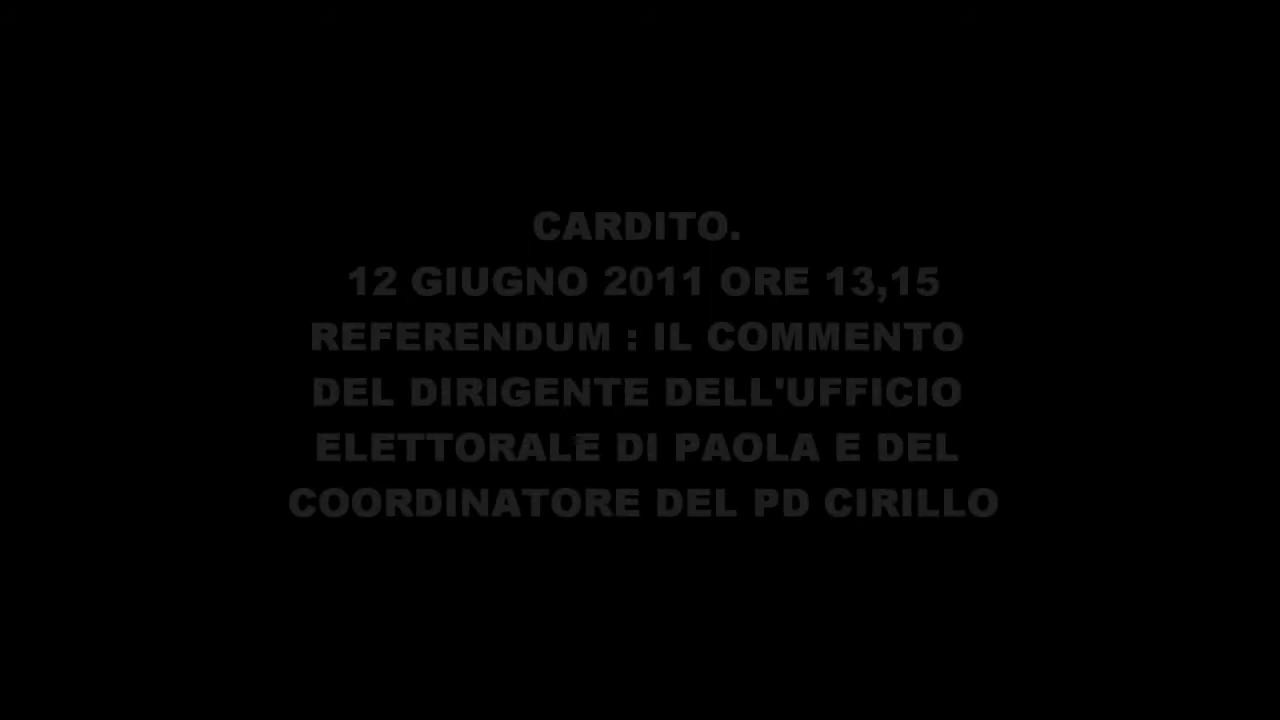 CARDITO.
12 GIUGNO 2011 ORE 13,15
REFERENDUM : IL COMMENTO
DEL DIRIGENTE DELL'UFFICIO
ELETTORALE DI PAOLA E DEL
COORDINATORE DEL PD CIRILLO